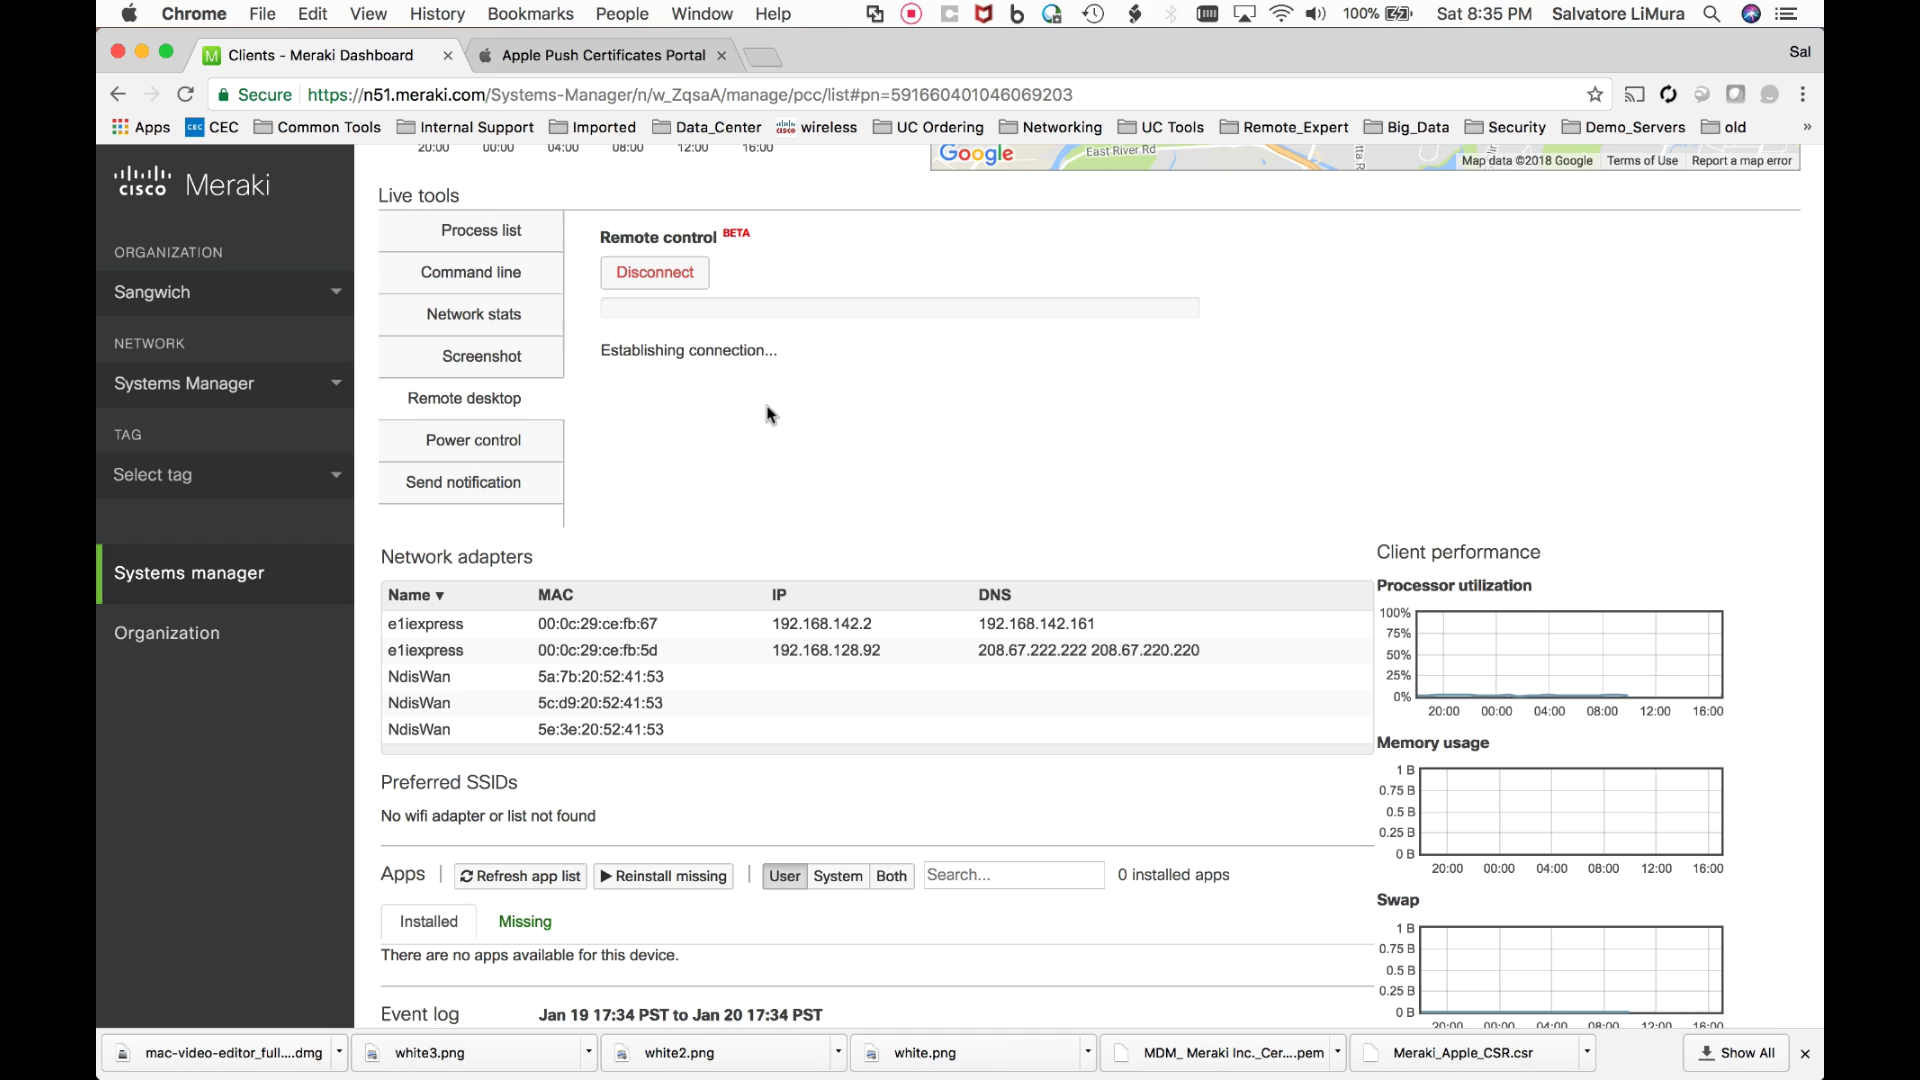 Chrome File Edit View History Bookmarks People Window Help 100% Sat 8:35 PM Salvatore LiMura
Clients - Meraki Dashboard Apple Push Certificates Portal Sal
Secure https://n51.meraki.com/Systems-Manager/n/w_ZqsaA/manage/pcc/list#pn=591660401046069203
Apps CEC CEC Common Tools Internal Support Imported Data_Center cisco wireless UC Ordering Networking UC Tools Remote_Expert Big_Data Security Demo_Servers old »
20:00 00:00 04:00 08:00 12:00 16:00
Google East River Rd Map data ©2018 Google Terms of Use Report a map error
cisco Meraki
ORGANIZATION
Sangwich
NETWORK
Systems Manager
TAG
Select tag
Systems manager
Organization
Live tools
Process list
Command line
Network stats
Screenshot
Remote desktop
Power control
Send notification
Remote control BETA
Disconnect
Establishing connection...
Network adapters
Name ▼ MAC IP DNS
e1iexpress 00:0c:29:ce:fb:67 192.168.142.2 192.168.142.161
e1iexpress 00:0c:29:ce:fb:5d 192.168.128.92 208.67.222.222 208.67.220.220
NdisWan 5a:7b:20:52:41:53
NdisWan 5c:d9:20:52:41:53
NdisWan 5e:3e:20:52:41:53
Preferred SSIDs
No wifi adapter or list not found
Apps Refresh app list Reinstall missing User System Both Search... 0 installed apps
Installed Missing
There are no apps available for this device.
Event log Jan 19 17:34 PST to Jan 20 17:34 PST
Client performance
Processor utilization
100%
75%
50%
25%
0%
20:00 00:00 04:00 08:00 12:00 16:00
Memory usage
1 B
0.75 B
0.5 B
0.25 B
0 B
20:00 00:00 04:00 08:00 12:00 16:00
Swap
1 B
0.75 B
0.5 B
0.25 B
0 B
20:00 00:00 04:00 08:00 12:00 16:00
mac-video-editor_full....dmg white3.png white2.png white.png MDM_ Meraki Inc._Cer....pem Meraki_Apple_CSR.csr Show All